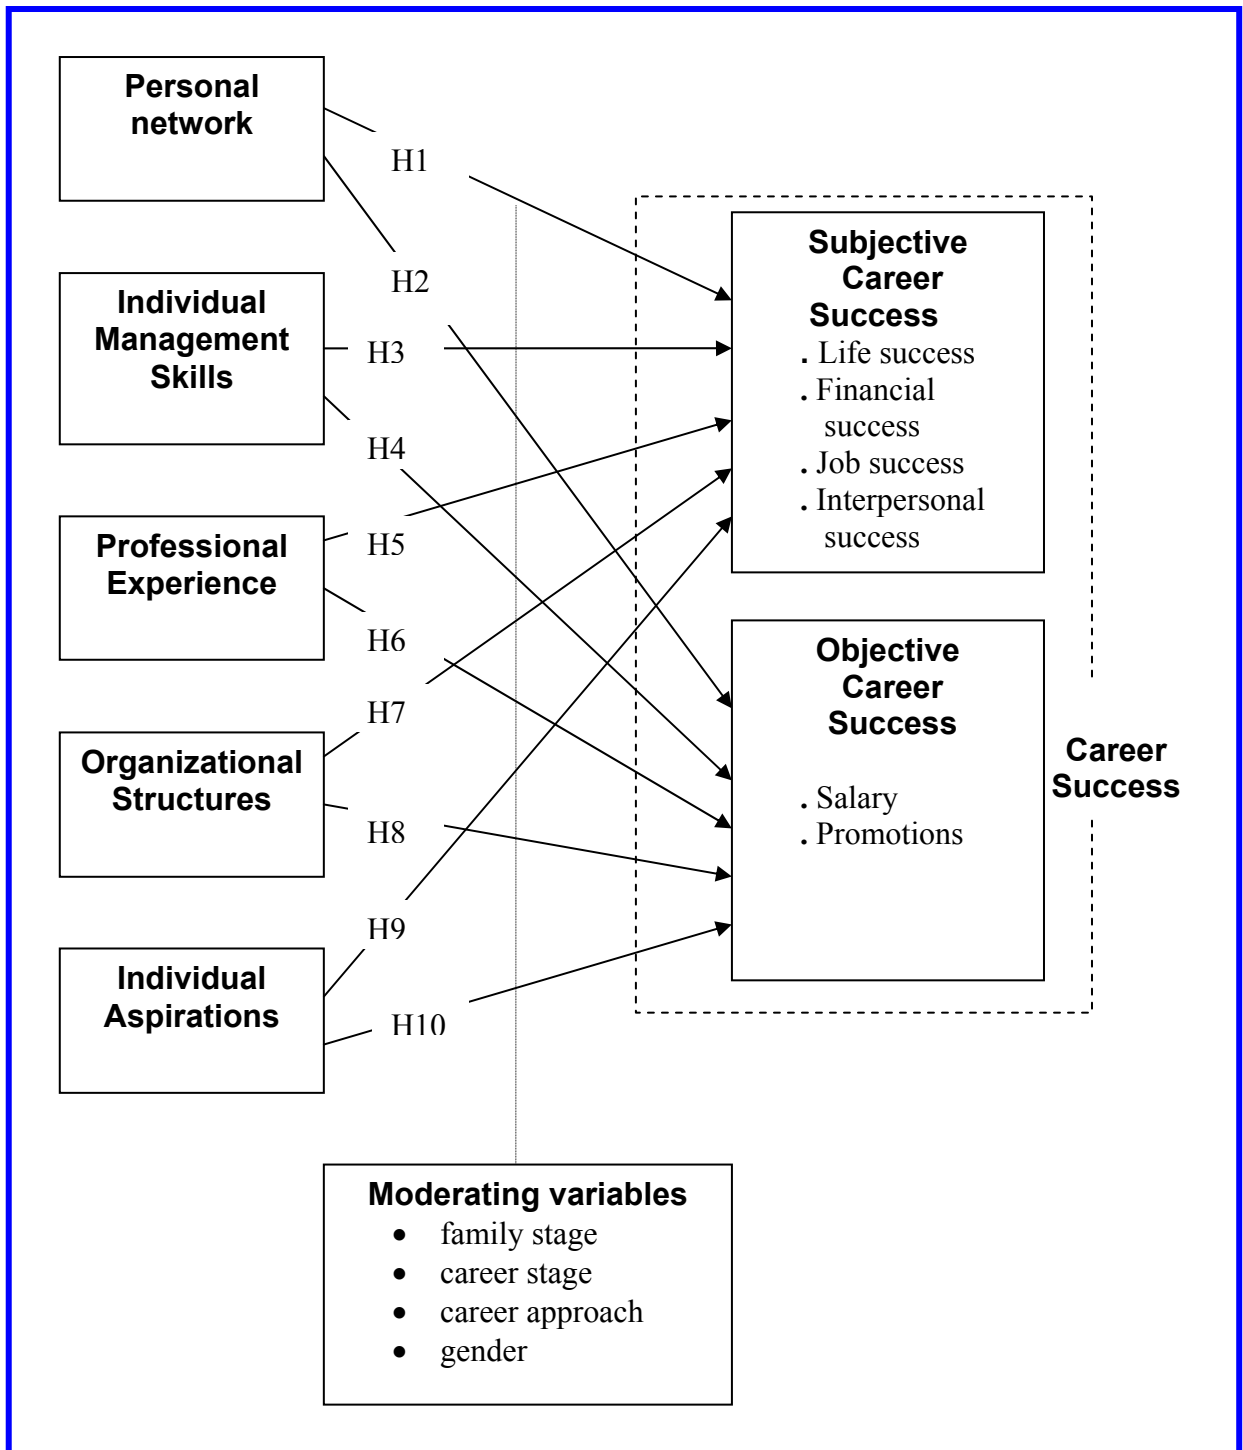 Personal
network
H1
H2
Individual
Management
Skills
H3
H4
Professional
Experience
H5
H6
Organizational
Structures
H7
H8
Individual
Aspirations
H9
H10
Subjective
Career
Success
. Life success
. Financial
success
. Job success
. Interpersonal
success
Objective
Career
Success
. Salary
. Promotions
Career
Success
Moderating variables
• family stage
• career stage
• career approach
• gender